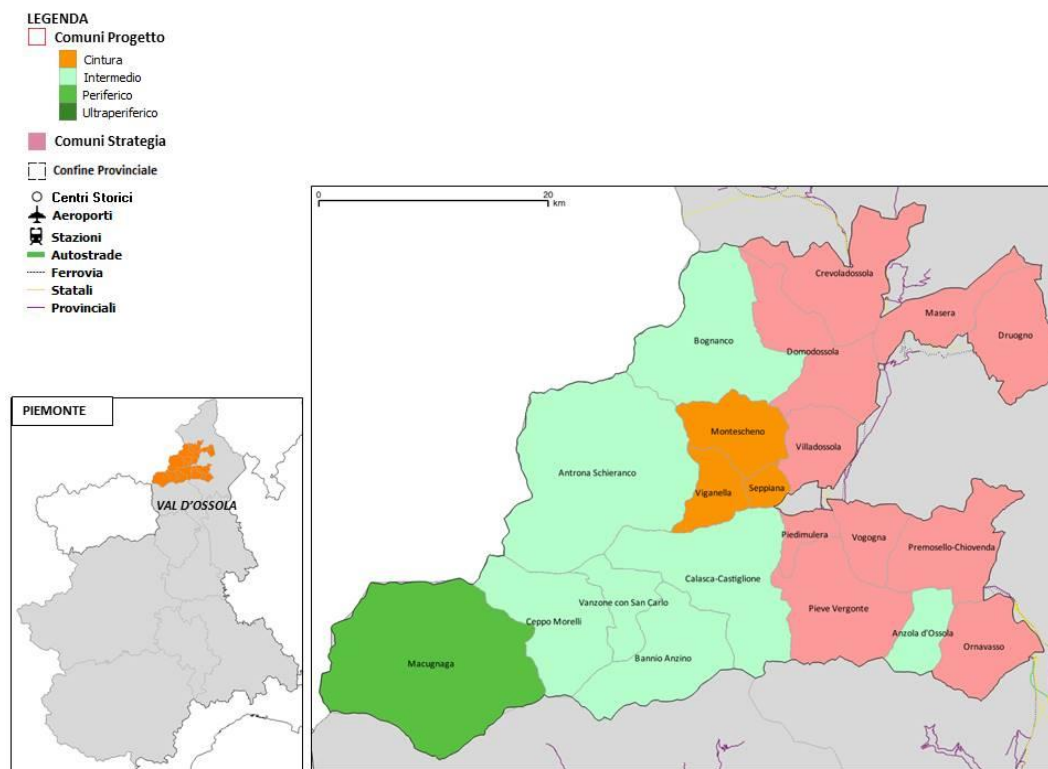 LEGENDA
Comuni Progetto
Cintura
Intermedio
Periferico
Ultraperiferico
Comuni Strategia
Confine Provinciale
Centri Storici
Aeroporti
Stazioni
Autostrade
Ferrovia
Statali
Provinciali
PIEMONTE
VAL D'OSSOLA
0 20
km
Crevoladossola
Masera
Druogno
Bognanco
Domodossola
Montescheno
Villadossola
Antrona Schieranco
Viganella
Seppiana
Piedimulera
Vogogna
Premosello-Chiovenda
Calasca-Castiglione
Vanzone con San Carlo
Pieve Vergonte
Ceppo Morelli
Anzola d'Ossola
Ornavasso
Macugnaga
Bannio Anzino